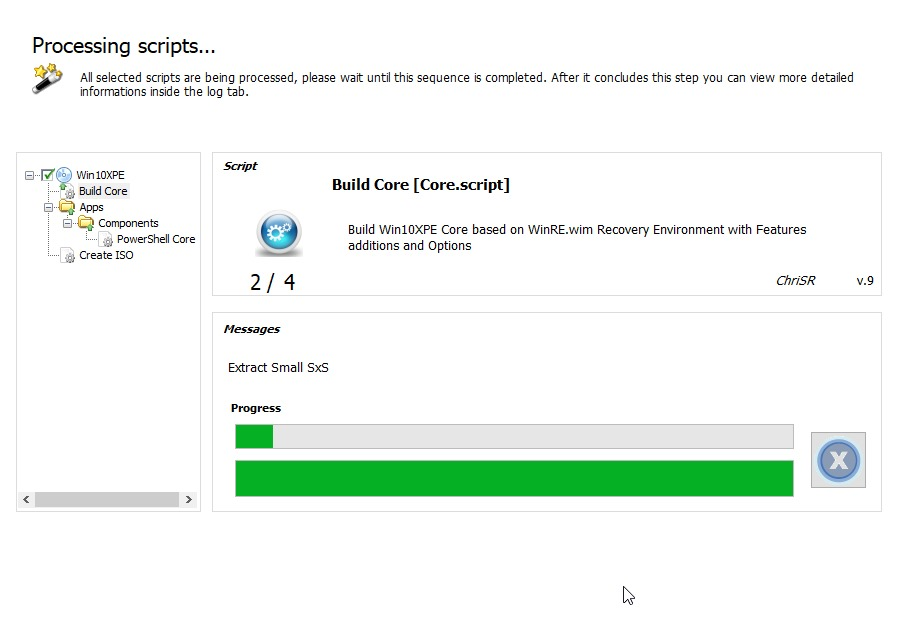 Processing scripts...
All selected scripts are being processed, please wait until this sequence is completed. After it concludes this step you can view more detailed
informations inside the log tab.
Win10XPE
Build Core
Apps
Components
PowerShell Core
Create ISO
Script
Build Core [Core.script]
Build Win10XPE Core based on WinRE.wim Recovery Environment with Features
additions and Options
2 / 4
ChriSR
v.9
Messages
Extract Small SxS
Progress
X